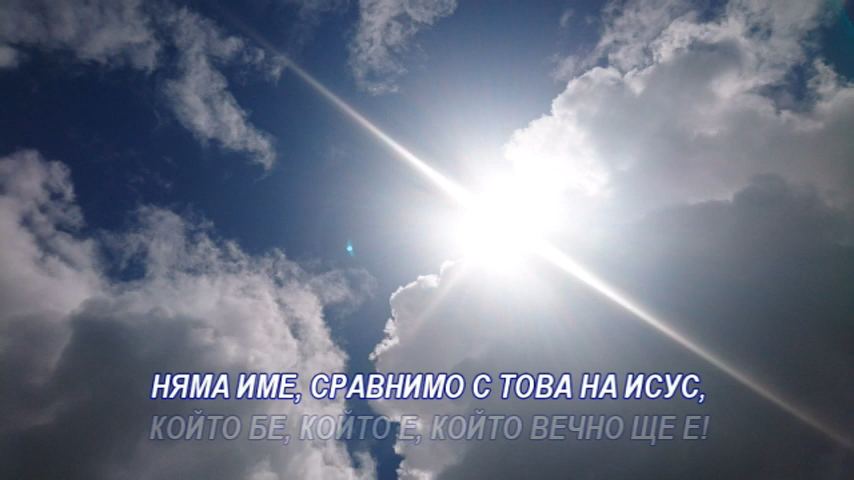 НЯМА ИМЕ, СРАВНИМО С ТОВА НА ИСУС,
КОЙТО БЕ, КОЙТО Е, КОЙТО ВЕЧНО ЩЕ Е!